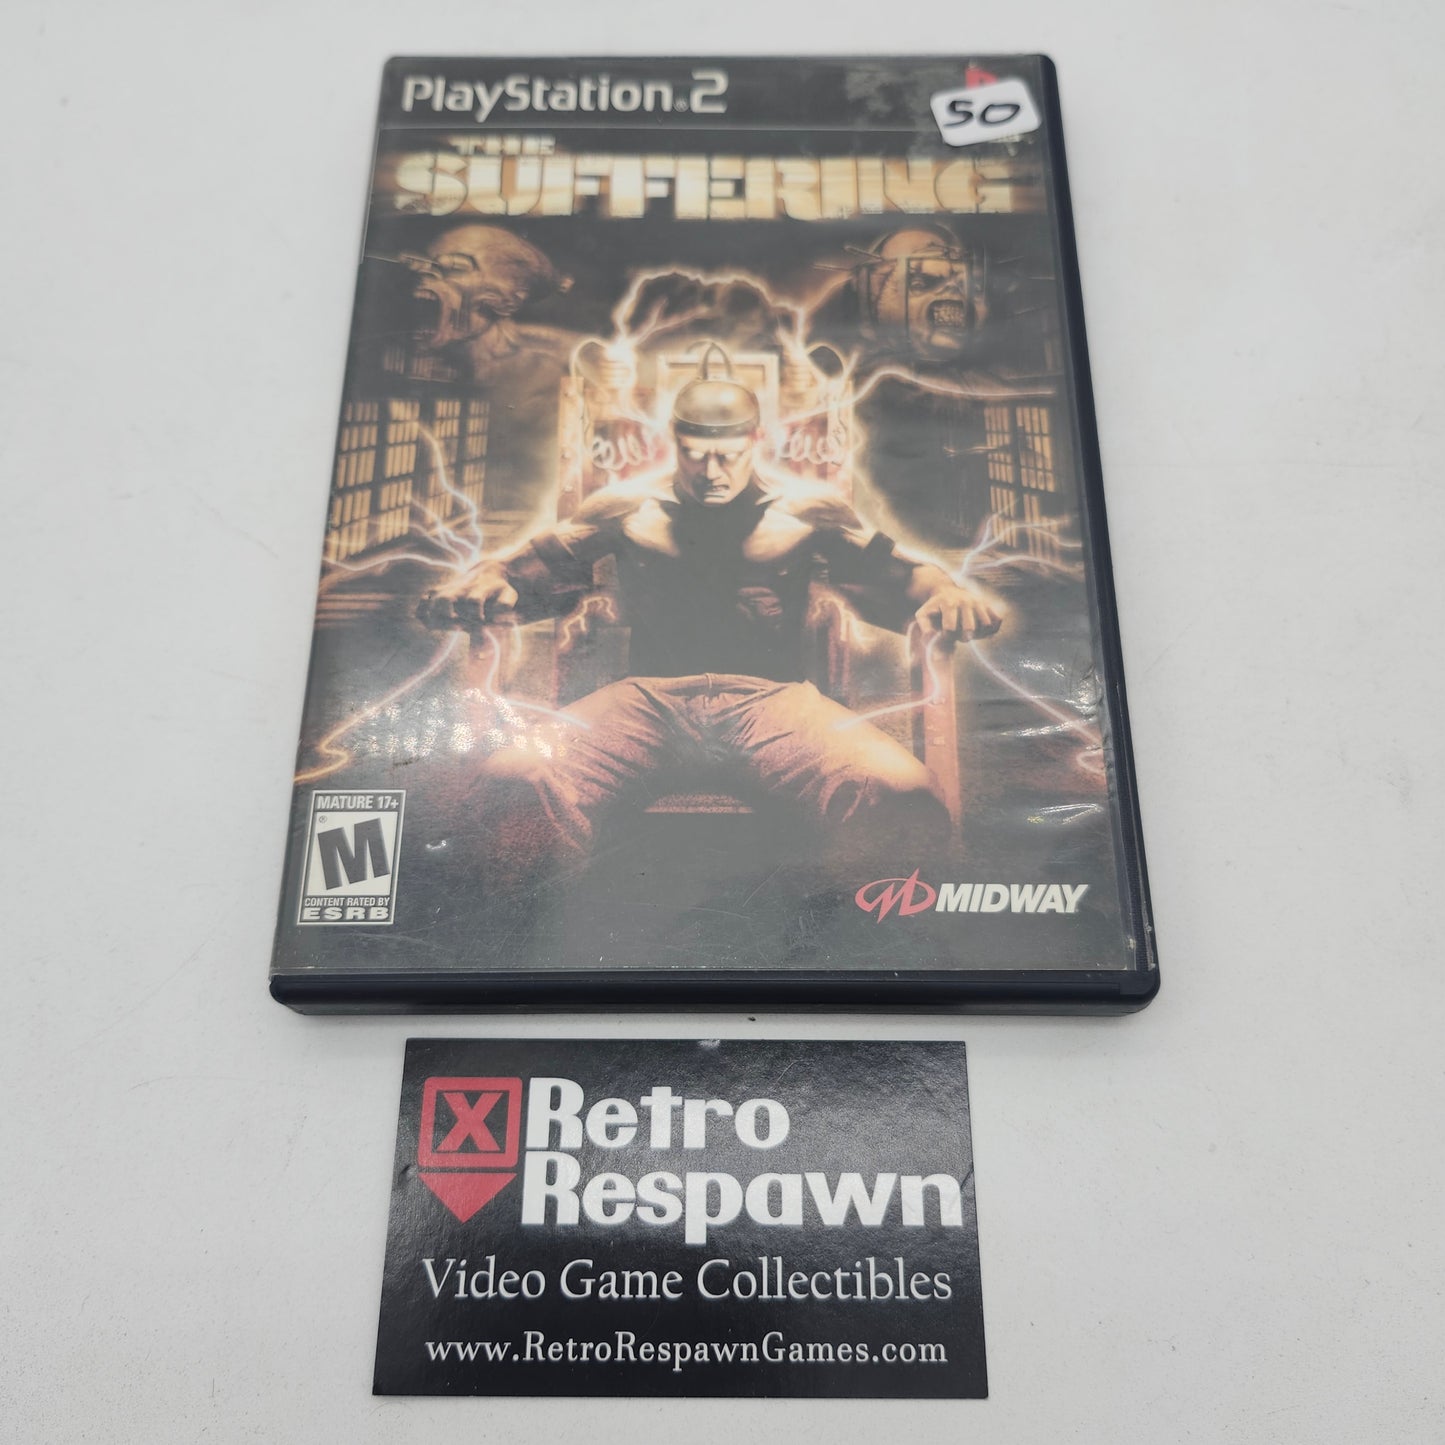 PlayStation®2
50
THE
SUFFERING
MATURE 17+
M®
CONTENT RATED BY
ESRB
MIDWAY
X Retro
Respawn
Video Game Collectibles
www.RetroRespawnGames.com